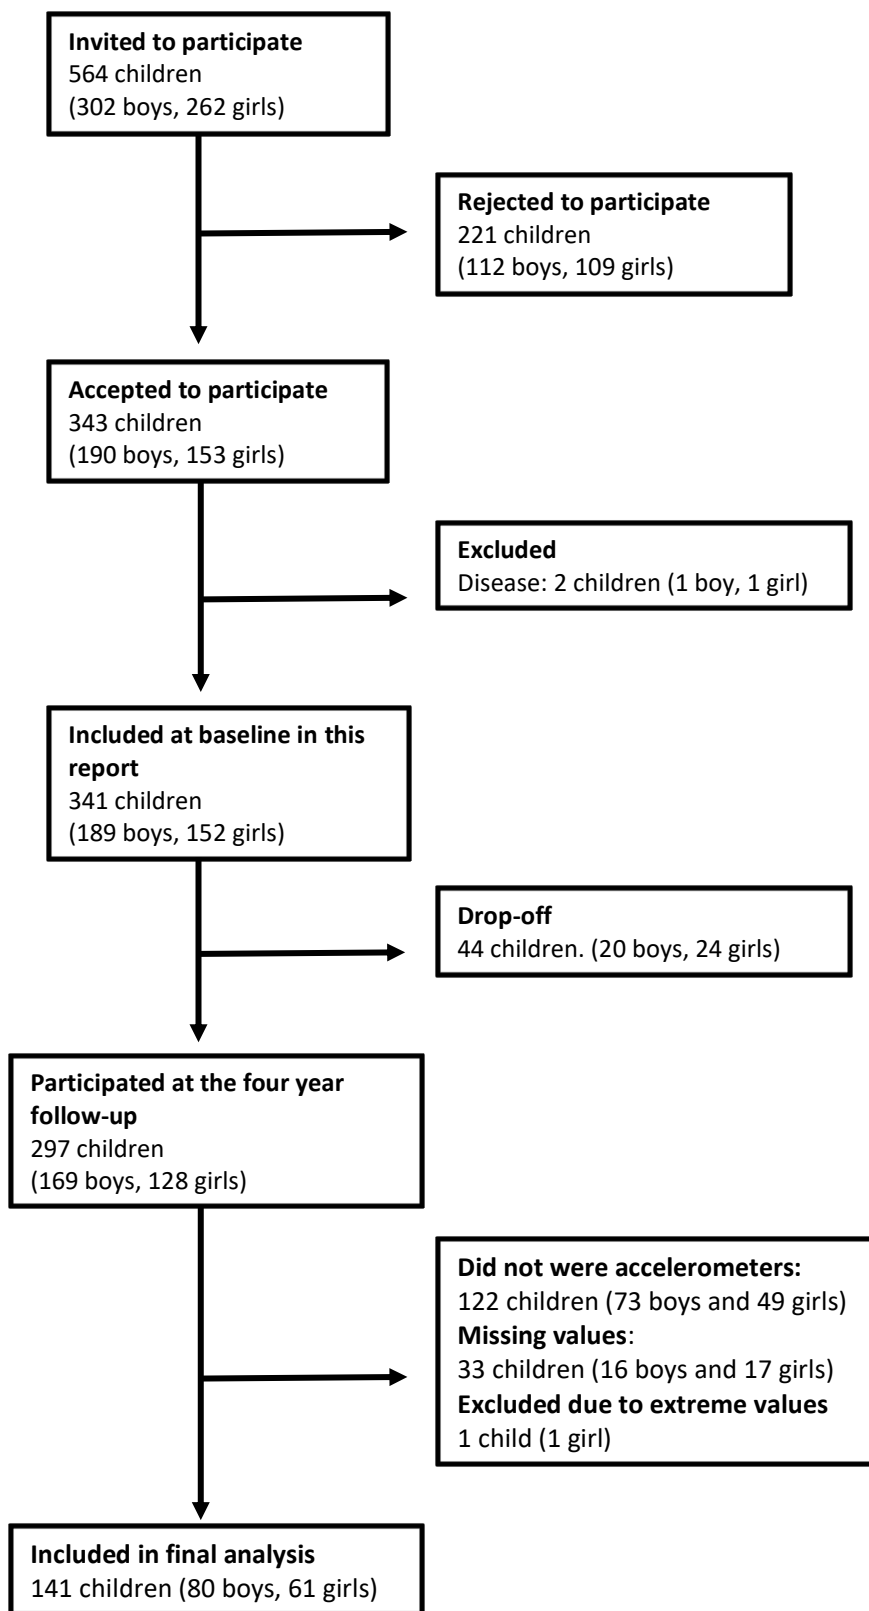 Invited to participate
564 children
(302 boys, 262 girls)
Rejected to participate
221 children
(112 boys, 109 girls)
Accepted to participate
343 children
(190 boys, 153 girls)
Excluded
Disease: 2 children (1 boy, 1 girl)
Included at baseline in this
report
341 children
(189 boys, 152 girls)
Drop-off
44 children. (20 boys, 24 girls)
Participated at the four year
follow-up
297 children
(169 boys, 128 girls)
Did not were accelerometers:
122 children (73 boys and 49 girls)
Missing values:
33 children (16 boys and 17 girls)
Excluded due to extreme values
1 child (1 girl)
Included in final analysis
141 children (80 boys, 61 girls)